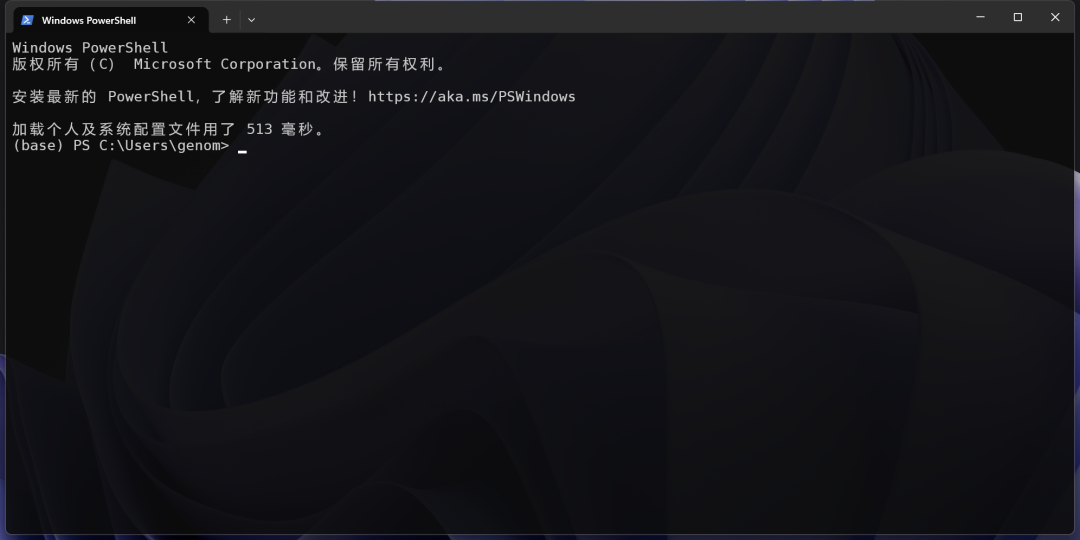 Windows PowerShell
Windows PowerShell
版权所有 (C)  Microsoft Corporation。保留所有权利。
安装最新的 PowerShell，了解新功能和改进！https://aka.ms/PSWindows
加载个人及系统配置文件用了 513 毫秒。
(base) PS C:\Users\genom>